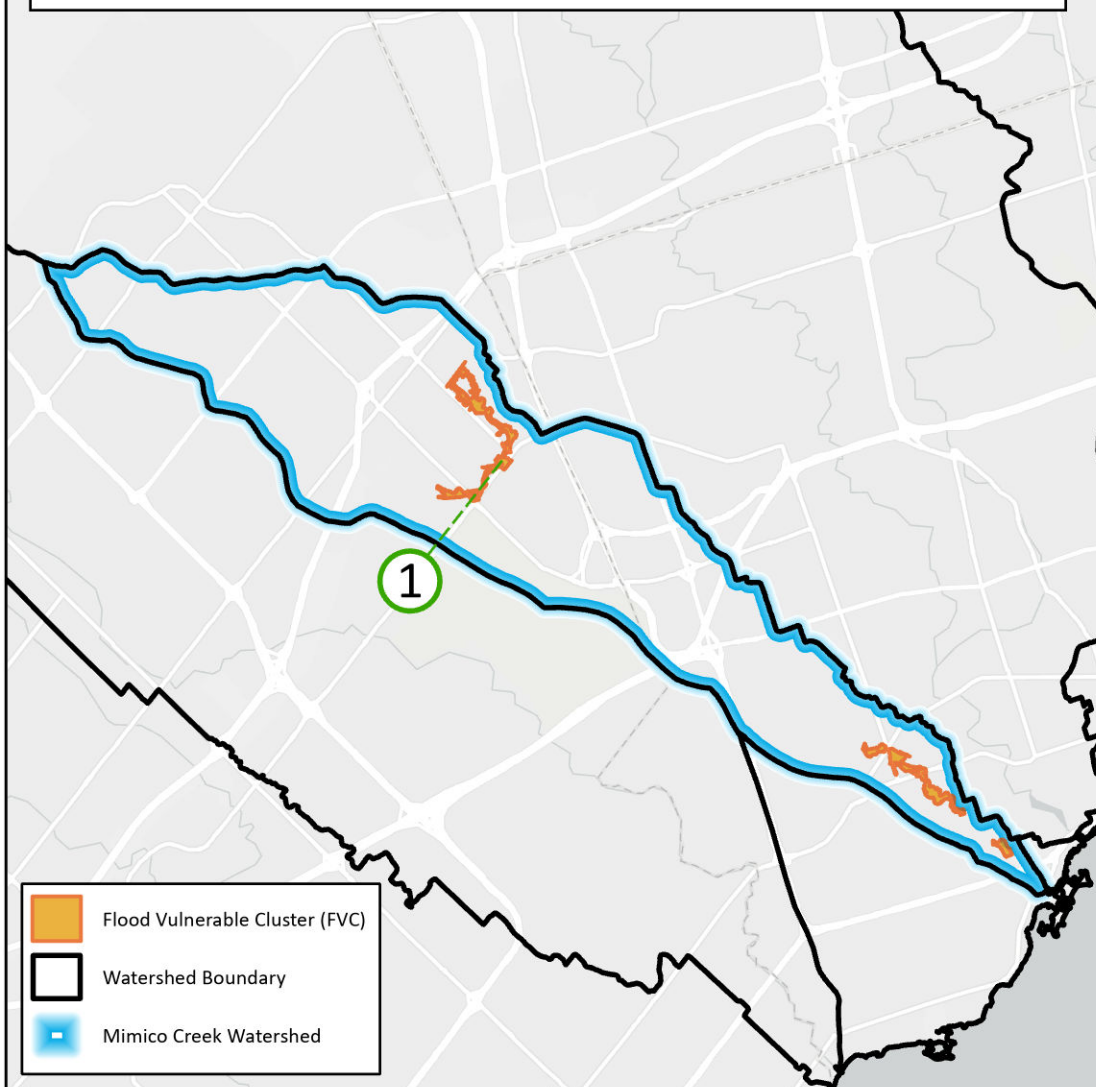 1
Flood Vulnerable Cluster (FVC)
Watershed Boundary
Mimico Creek Watershed